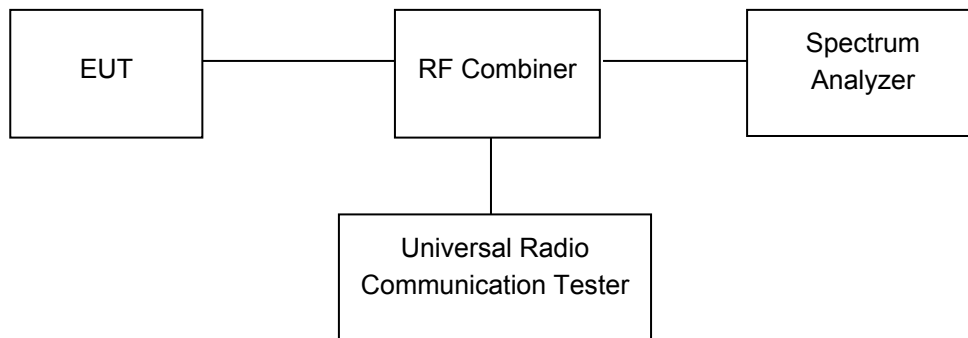 EUT
RF Combiner
Spectrum
Analyzer
Universal Radio
Communication Tester